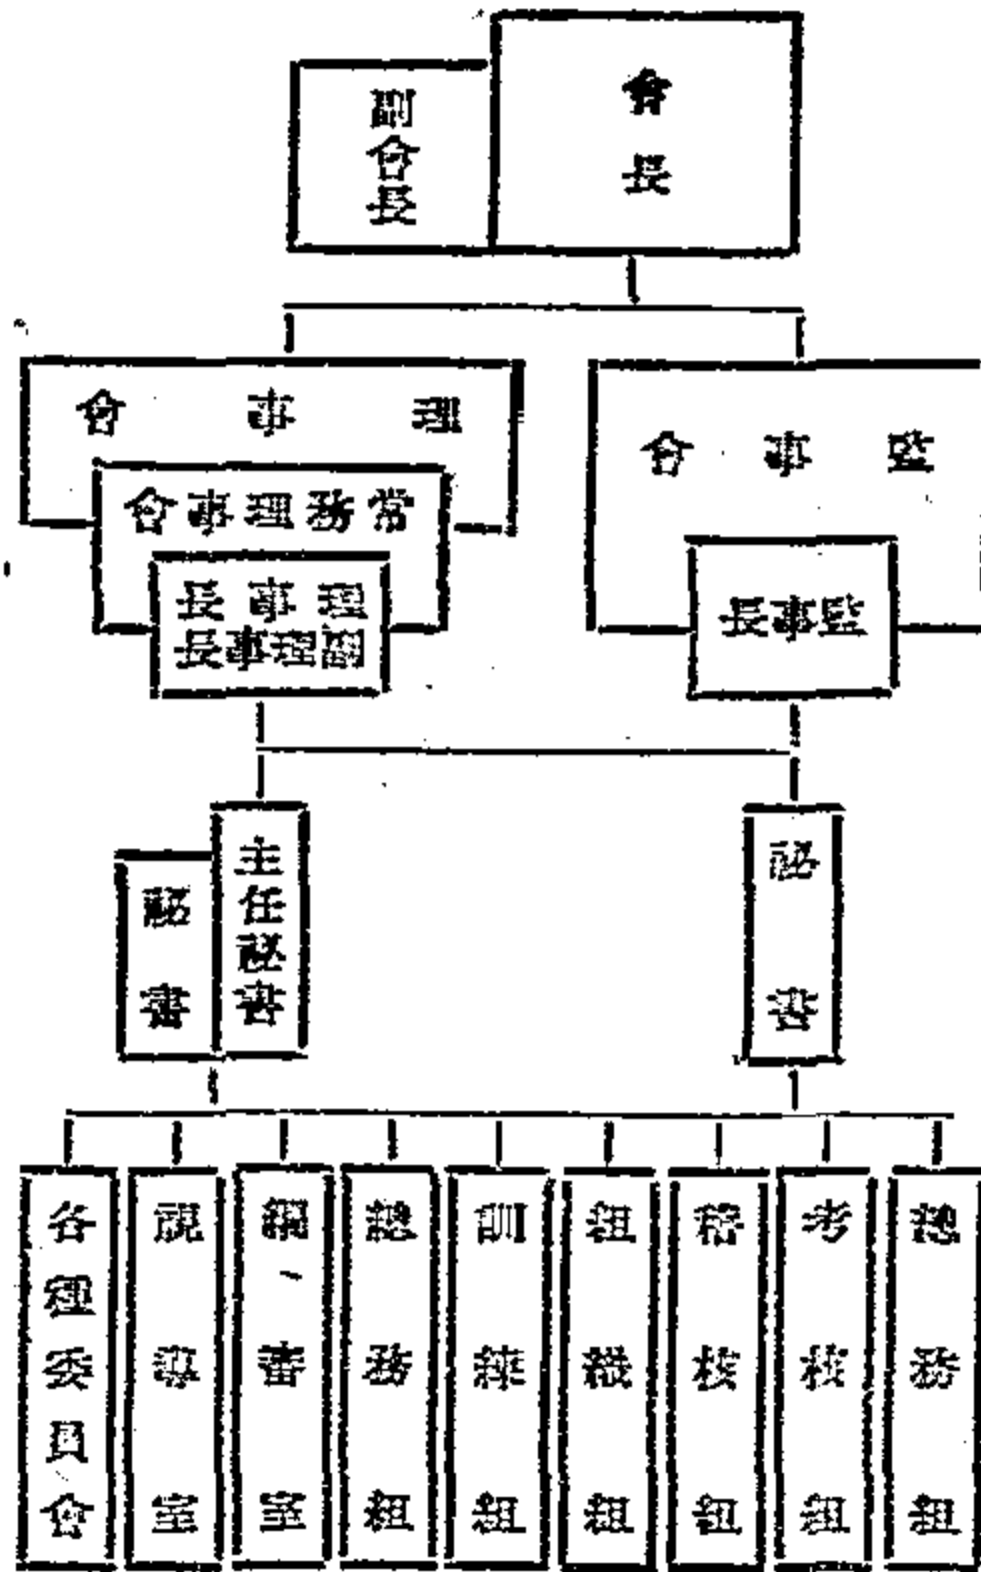 會長
副會長
監事會
監事長
理事會
常務理事會
理事長
副理事長
祕書
主任祕書
祕書
總務組
考核組
稽核組
組織組
訓練組
總務組
編審室
視導室
各種委員會